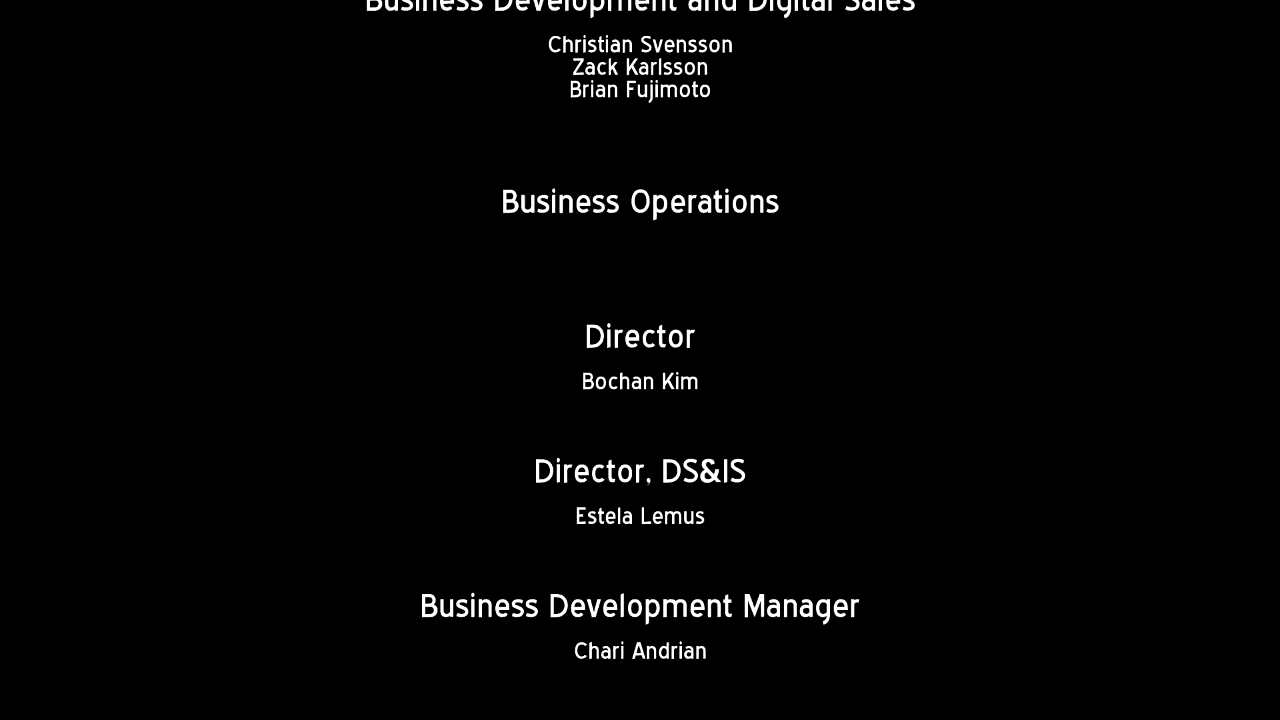 Business Development and Digital Sales
Christian Svensson
Zack Karlsson
Brian Fujimoto
Business Operations
Director
Bochan Kim
Director, DS&IS
Estela Lemus
Business Development Manager
Chari Andrian